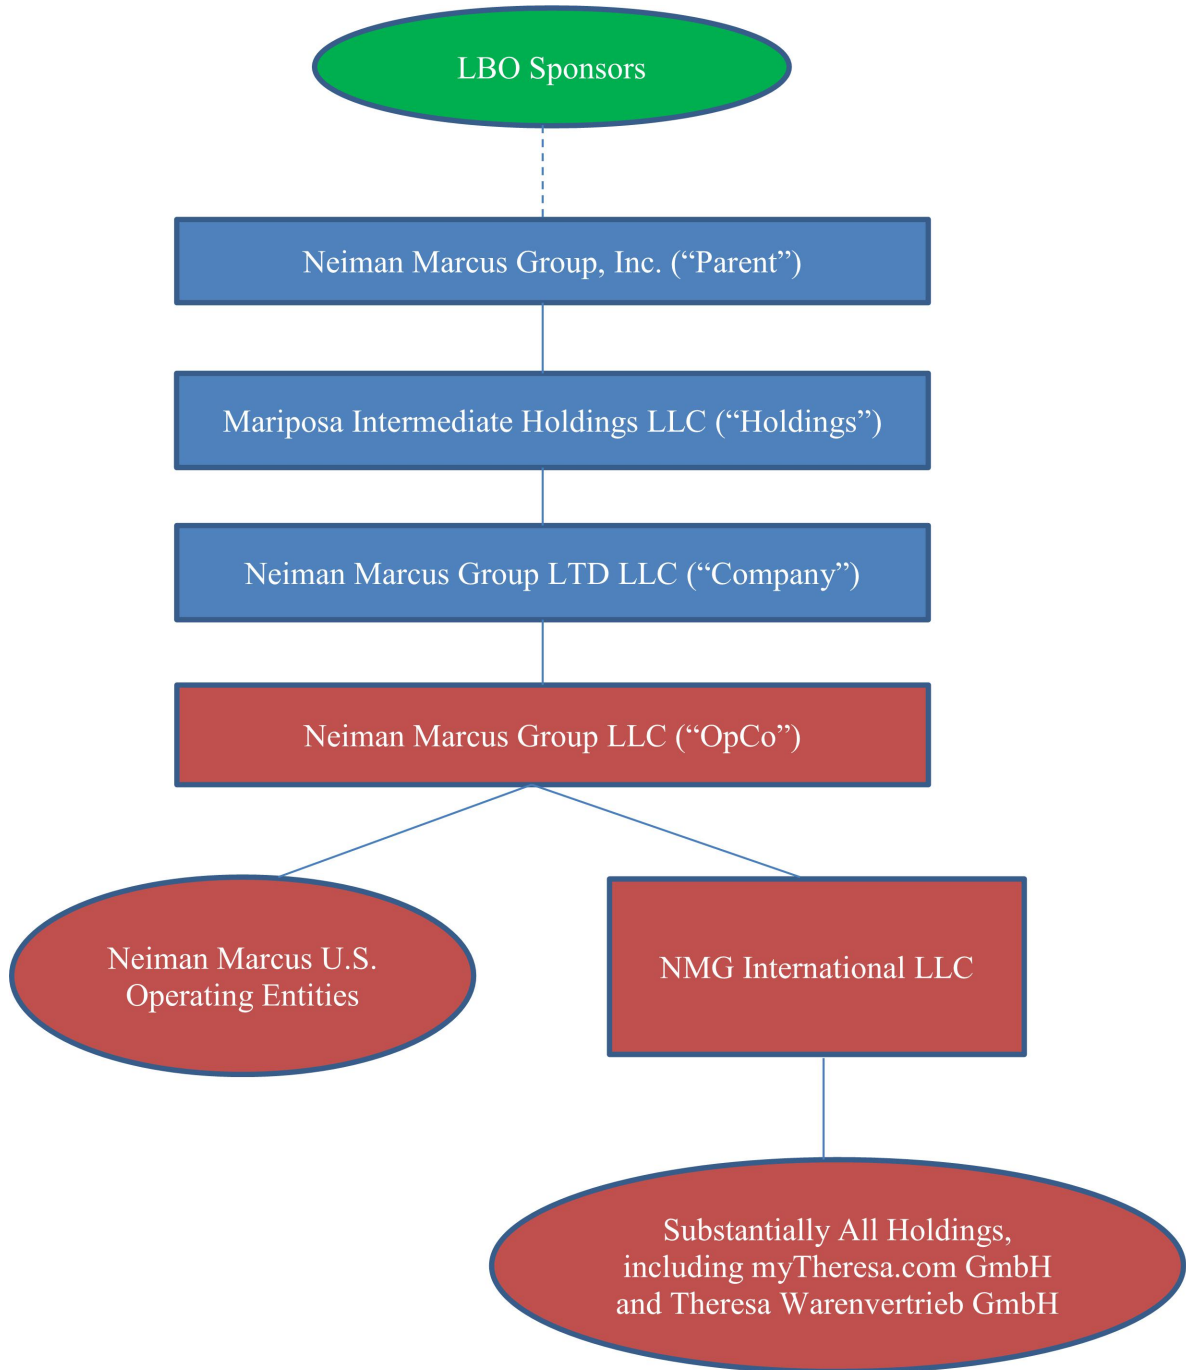 LBO Sponsors
Neiman Marcus Group, Inc. (“Parent”)
Mariposa Intermediate Holdings LLC (“Holdings”)
Neiman Marcus Group LTD LLC (“Company”)
Neiman Marcus Group LLC (“OpCo”)
Neiman Marcus U.S.
Operating Entities
NMG International LLC
Substantially All Holdings,
including myTheresa.com GmbH
and Theresa Warenvertrieb GmbH